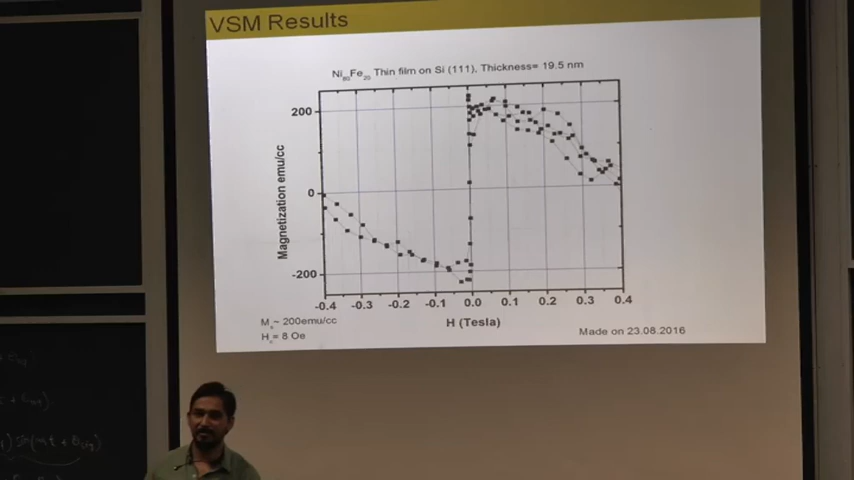 VSM Results
Ni80Fe20 Thin film on Si (111), Thickness= 19.5 nm
Magnetization emu/cc
200
0
-200
-0.4 -0.3 -0.2 -0.1 0.0 0.1 0.2 0.3 0.4
H (Tesla)
Ms~ 200emu/cc
Hc= 8 Oe
Made on 23.08.2016